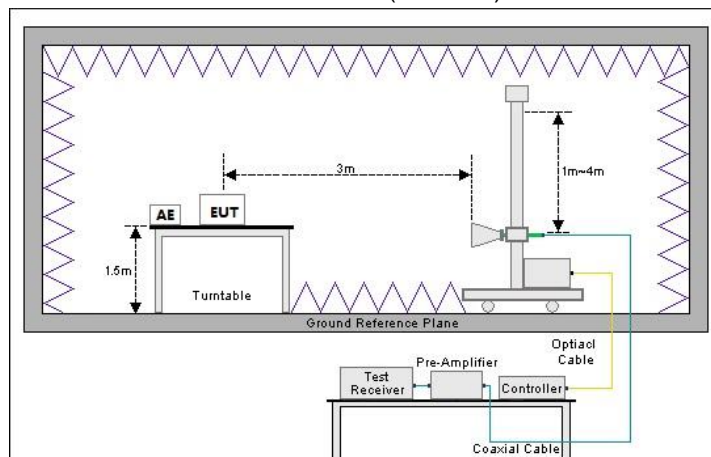 3m
1m~4m
AE
EUT
1.5m
Turntable
Ground Reference Plane
Optiacl
Cable
Pre-Amplifier
Test
Receiver
Controller
Coaxial Cable